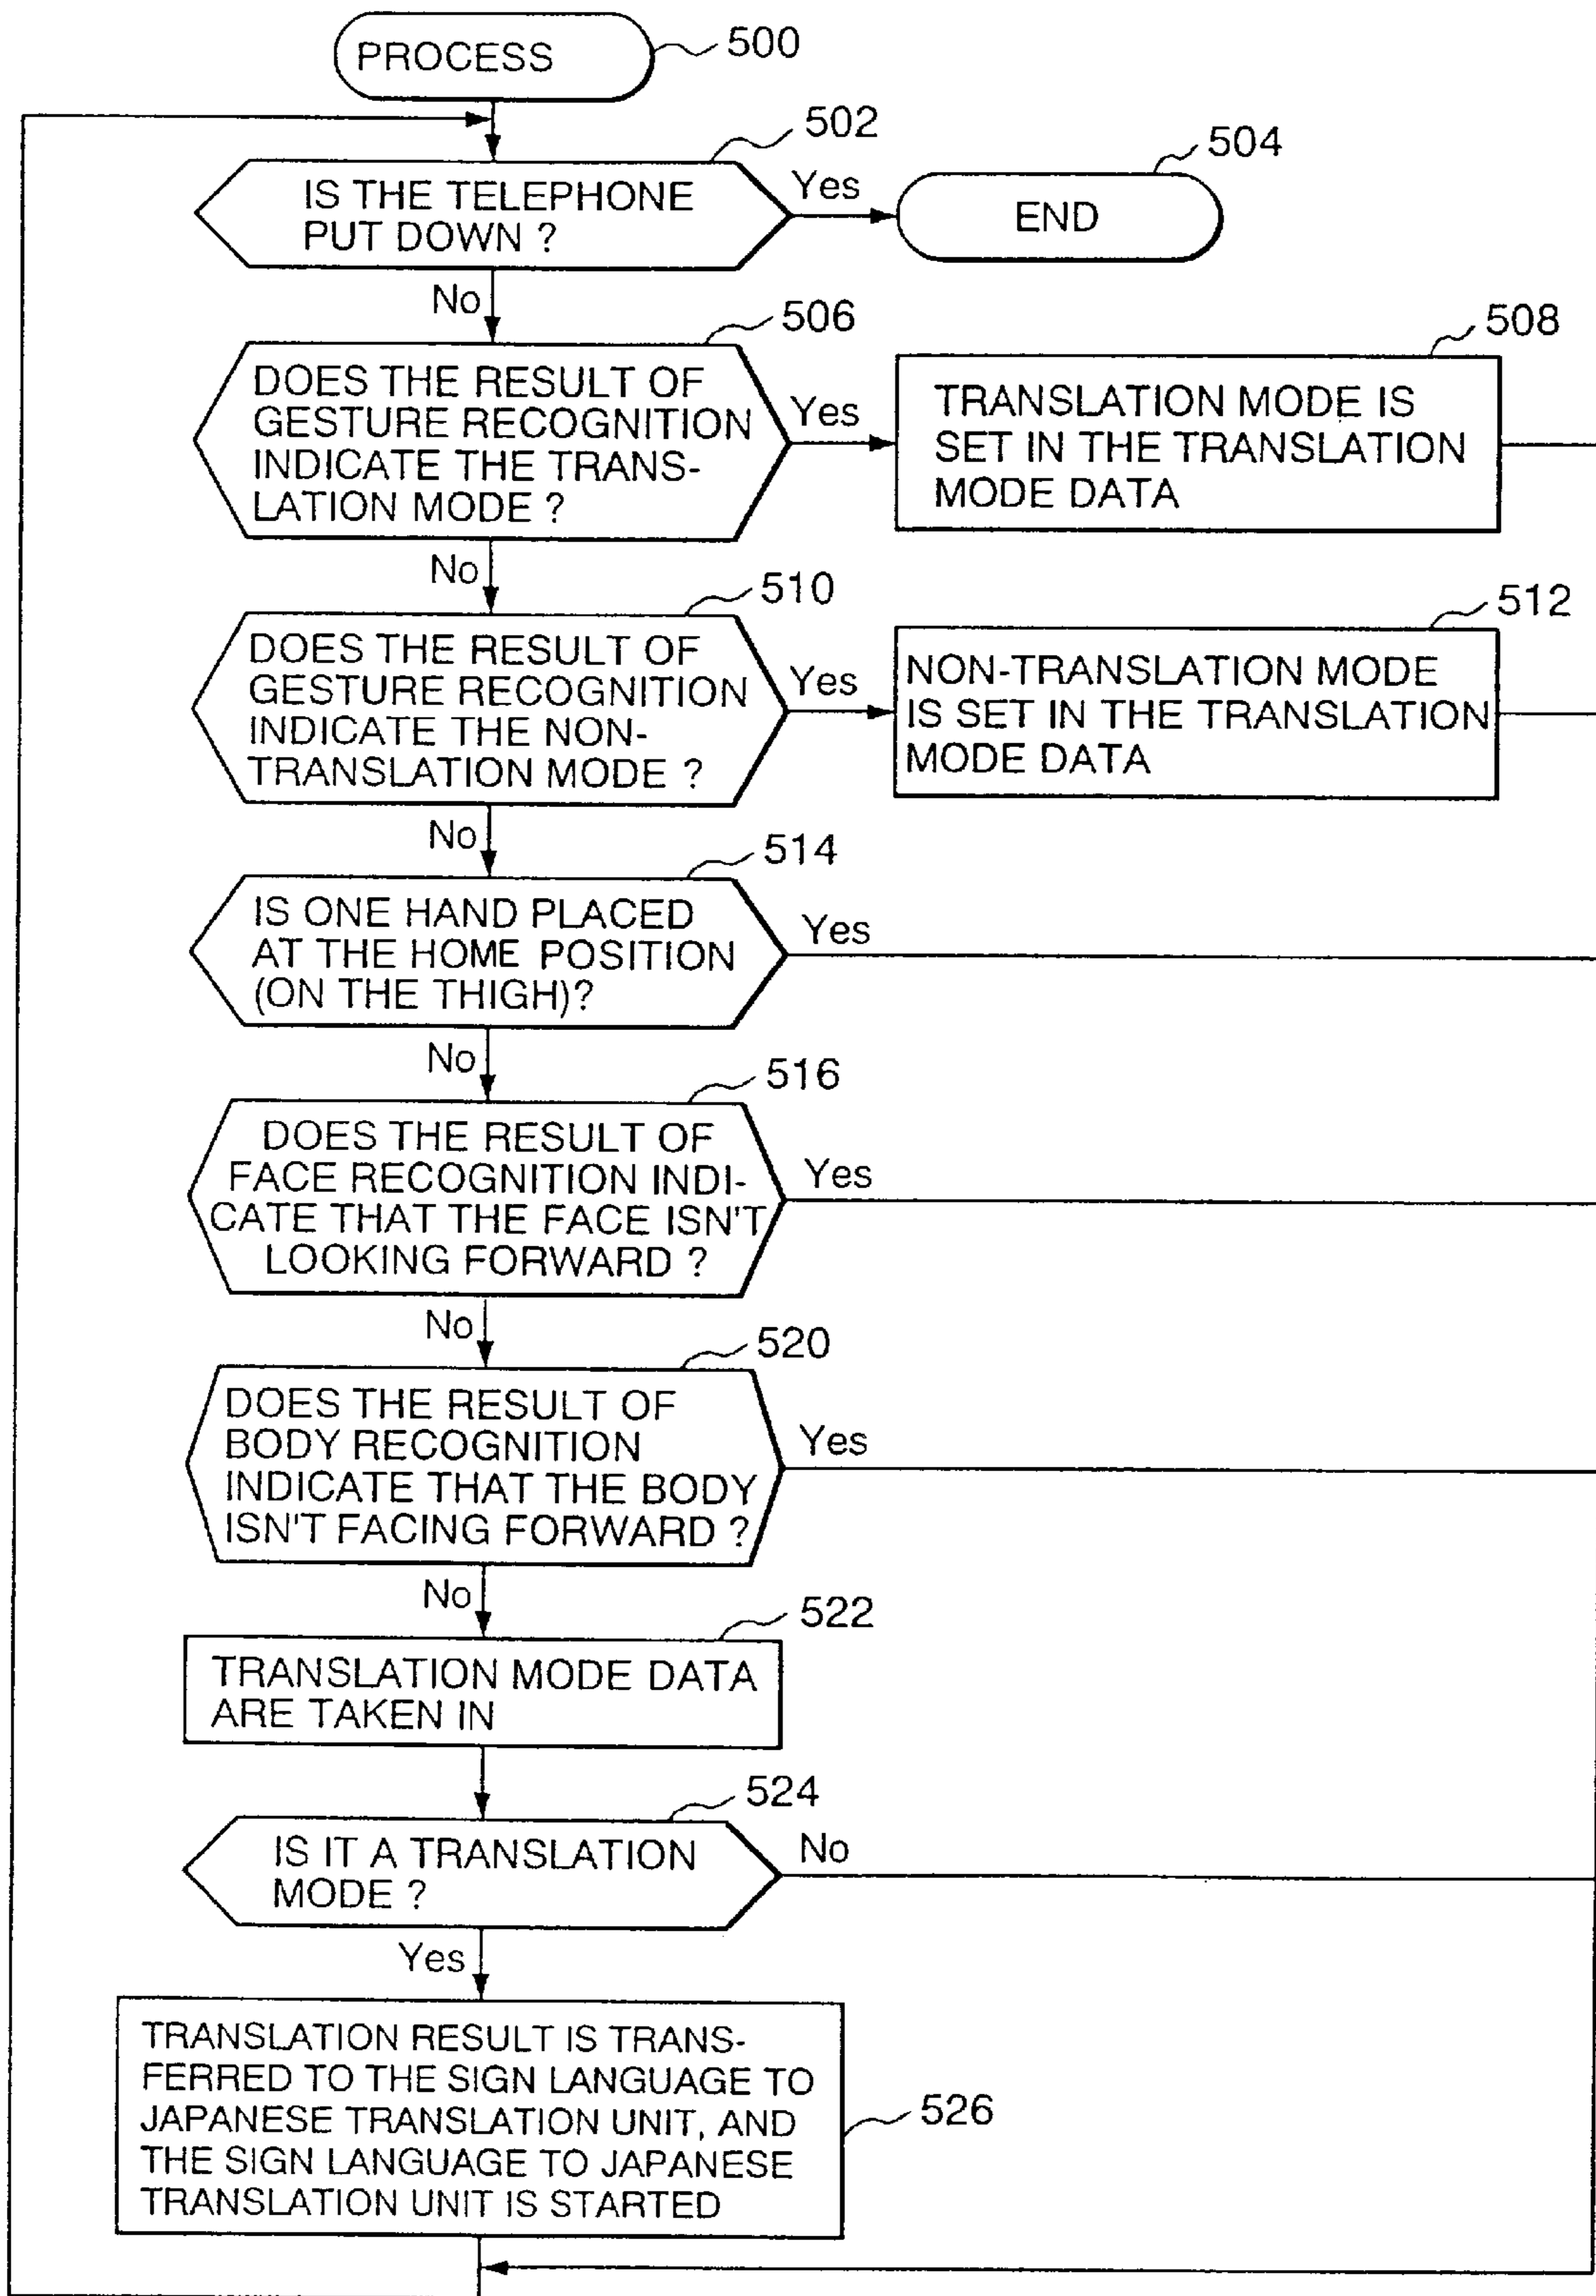 PROCESS
500
502
IS THE TELEPHONE
PUT DOWN ?
Yes
504
END
No
506
DOES THE RESULT OF
GESTURE RECOGNITION
INDICATE THE TRANS-
LATION MODE ?
Yes
508
TRANSLATION MODE IS
SET IN THE TRANSLATION
MODE DATA
No
510
DOES THE RESULT OF
GESTURE RECOGNITION
INDICATE THE NON-
TRANSLATION MODE ?
Yes
512
NON-TRANSLATION MODE
IS SET IN THE TRANSLATION
MODE DATA
No
514
IS ONE HAND PLACED
AT THE HOME POSITION
(ON THE THIGH)?
Yes
No
516
DOES THE RESULT OF
FACE RECOGNITION INDI-
CATE THAT THE FACE ISN'T
LOOKING FORWARD ?
Yes
No
520
DOES THE RESULT OF
BODY RECOGNITION
INDICATE THAT THE BODY
ISN'T FACING FORWARD ?
Yes
No
522
TRANSLATION MODE DATA
ARE TAKEN IN
524
IS IT A TRANSLATION
MODE ?
No
Yes
TRANSLATION RESULT IS TRANS-
FERRED TO THE SIGN LANGUAGE TO
JAPANESE TRANSLATION UNIT, AND
THE SIGN LANGUAGE TO JAPANESE
TRANSLATION UNIT IS STARTED
526